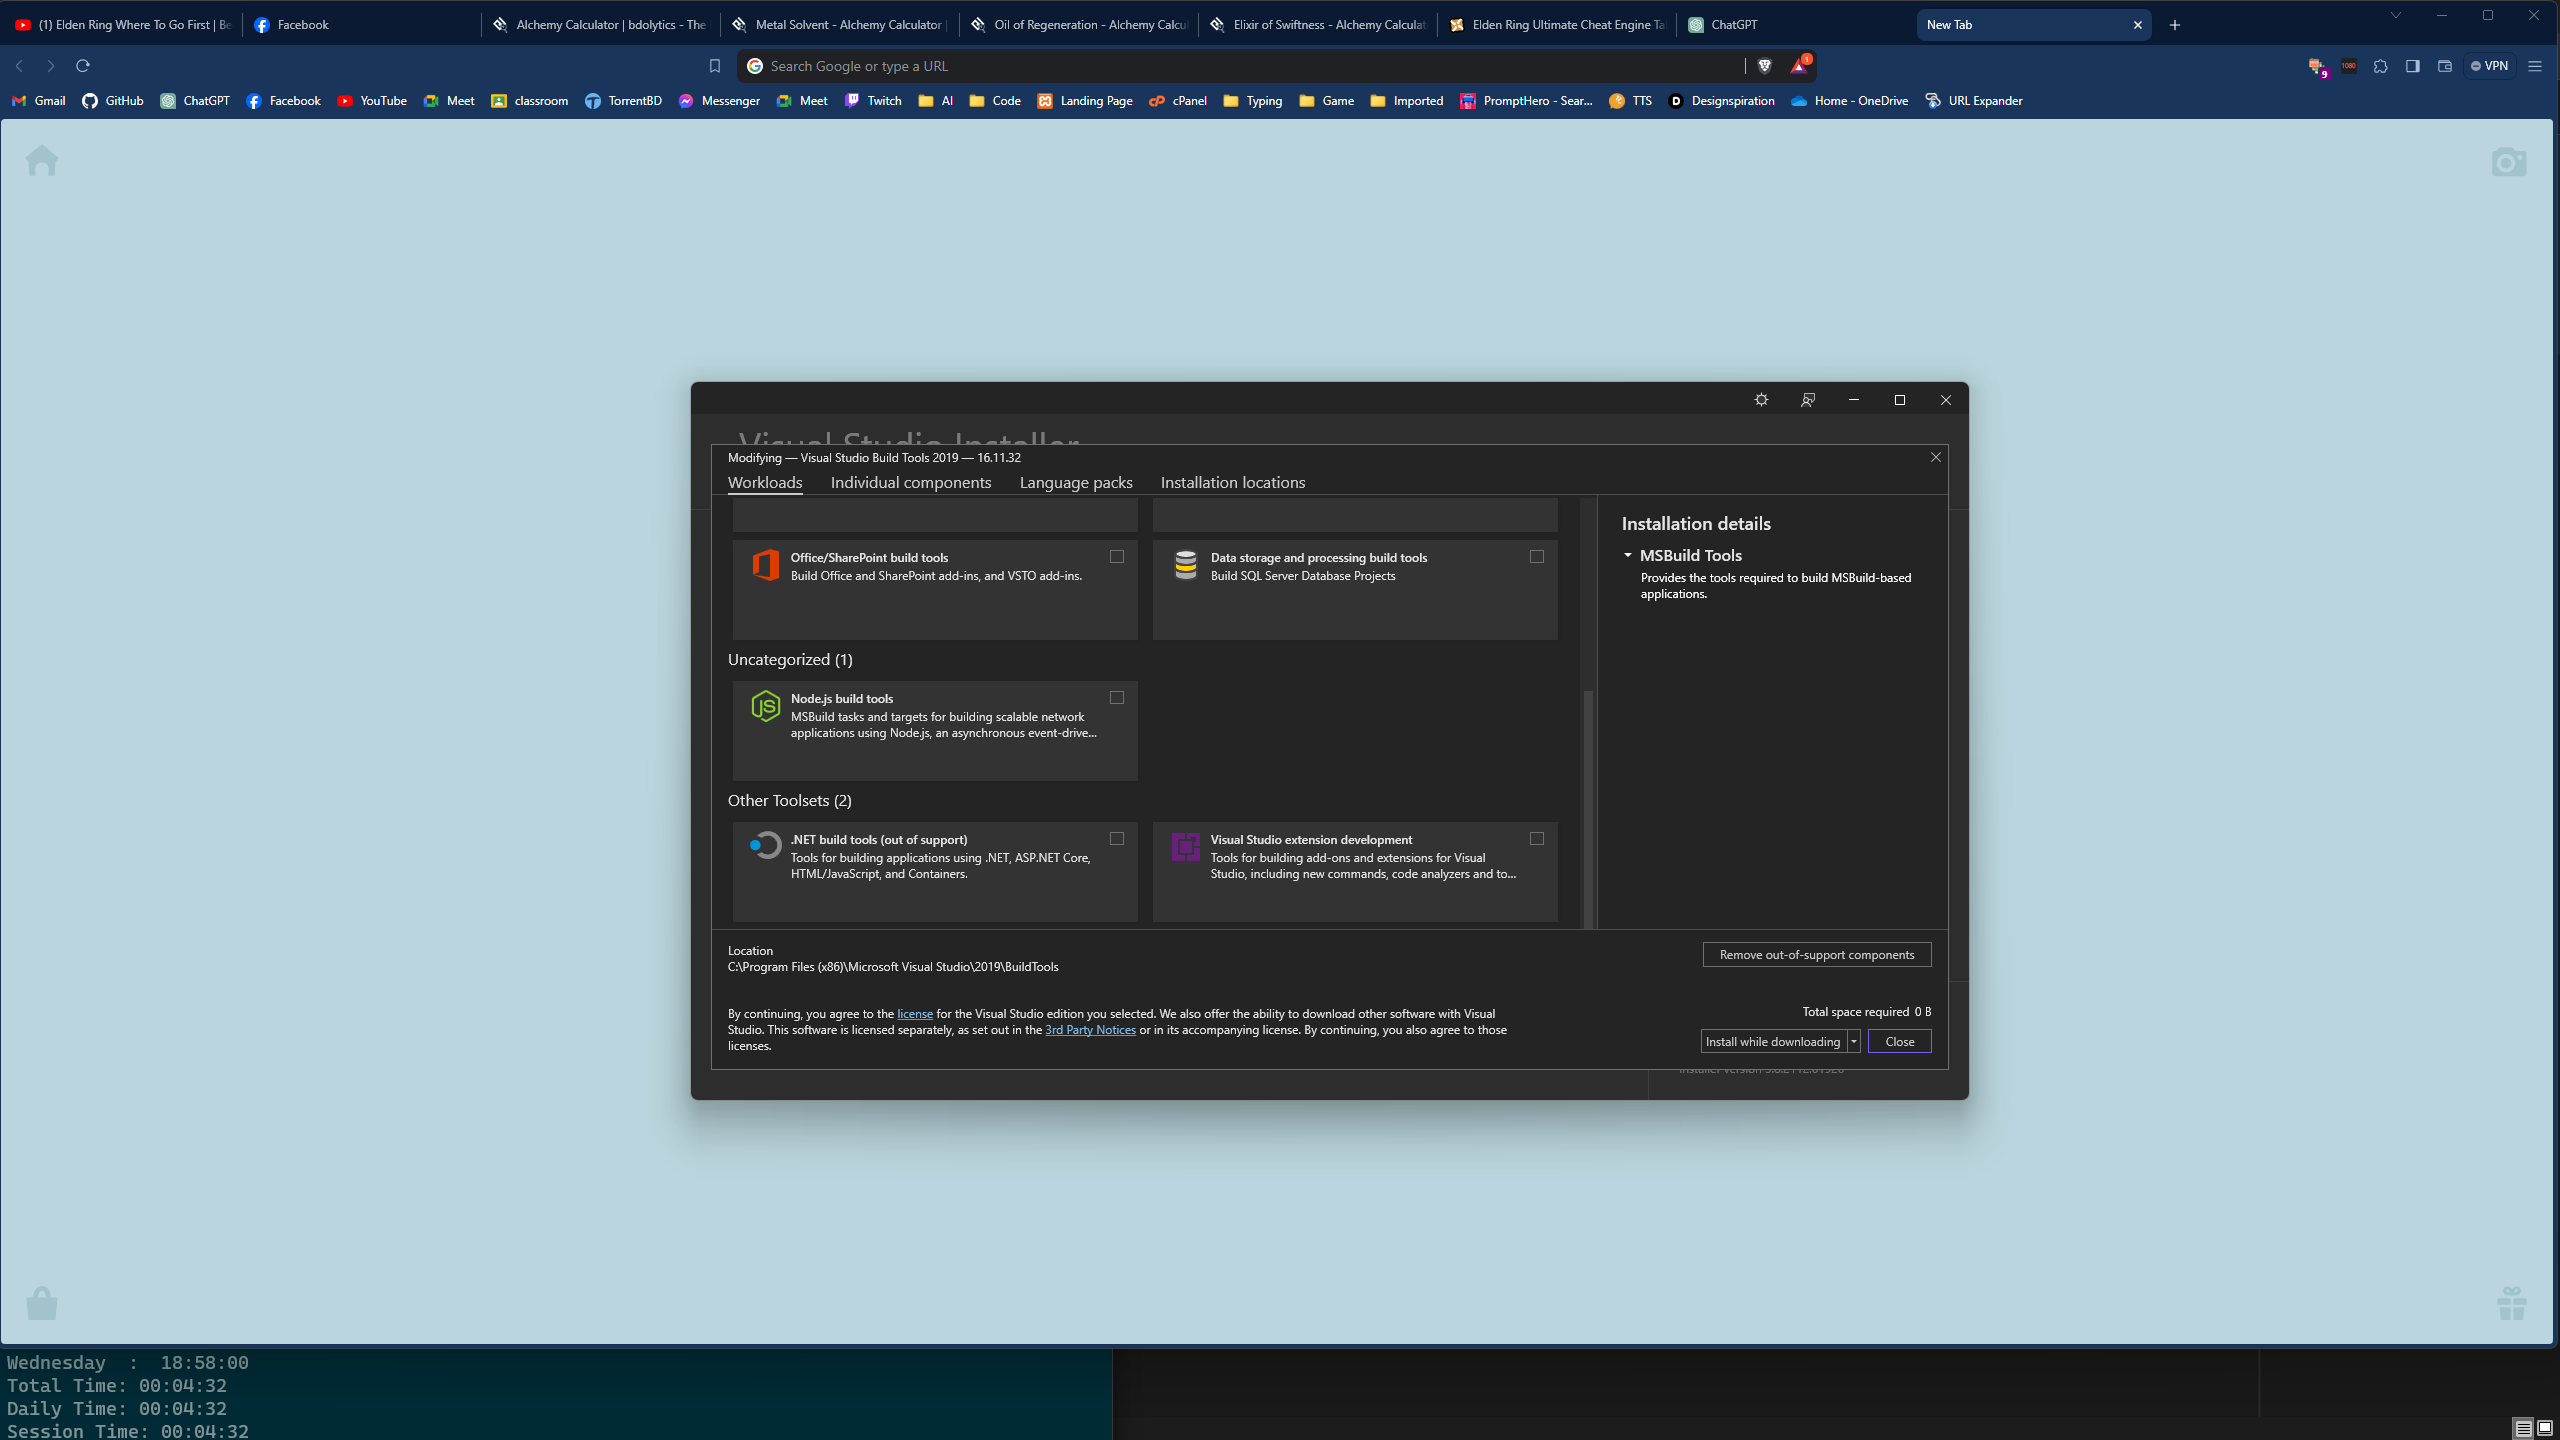 (1) Elden Ring Where To Go First | Be
Facebook
Alchemy Calculator | bdolytics - The
Metal Solvent - Alchemy Calculator |
Oil of Regeneration - Alchemy Calcu
Elixir of Swiftness - Alchemy Calculat
Elden Ring Ultimate Cheat Engine Ta
ChatGPT
New Tab
Search Google or type a URL
1
9
1080
VPN
Gmail
GitHub
ChatGPT
Facebook
YouTube
Meet
classroom
TorrentBD
Messenger
Meet
Twitch
AI
Code
Landing Page
cPanel
Typing
Game
Imported
PromptHero - Sear...
TTS
Designspiration
Home - OneDrive
URL Expander
Visual Studio Installer
Modifying — Visual Studio Build Tools 2019 — 16.11.32
Workloads
Individual components
Language packs
Installation locations
Office/SharePoint build tools
Build Office and SharePoint add-ins, and VSTO add-ins.
Data storage and processing build tools
Build SQL Server Database Projects
Uncategorized (1)
Node.js build tools
MSBuild tasks and targets for building scalable network
applications using Node.js, an asynchronous event-drive...
Other Toolsets (2)
.NET build tools (out of support)
Tools for building applications using .NET, ASP.NET Core,
HTML/JavaScript, and Containers.
Visual Studio extension development
Tools for building add-ons and extensions for Visual
Studio, including new commands, code analyzers and to...
Installation details
MSBuild Tools
Provides the tools required to build MSBuild-based
applications.
Location
C:\Program Files (x86)\Microsoft Visual Studio\2019\BuildTools
Remove out-of-support components
By continuing, you agree to the license for the Visual Studio edition you selected. We also offer the ability to download other software with Visual
Studio. This software is licensed separately, as set out in the 3rd Party Notices or in its accompanying license. By continuing, you also agree to those
licenses.
Total space required 0 B
Install while downloading
Close
Installer version
Wednesday : 18:58:00
Total Time: 00:04:32
Daily Time: 00:04:32
Session Time: 00:04:32